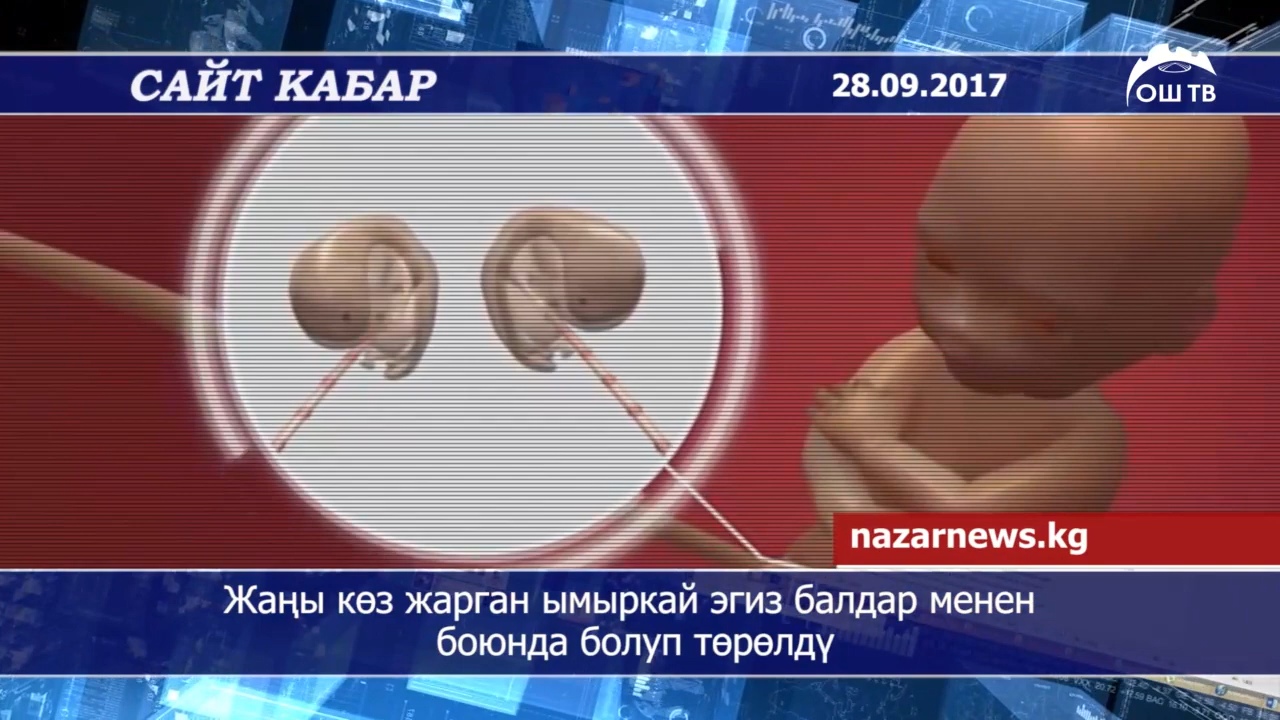 САЙТ КАБАР
28.09.2017
ОШ ТВ
nazarnews.kg
Жаңы көз жарган ымыркай эгиз балдар менен
боюнда болуп төрөлдү